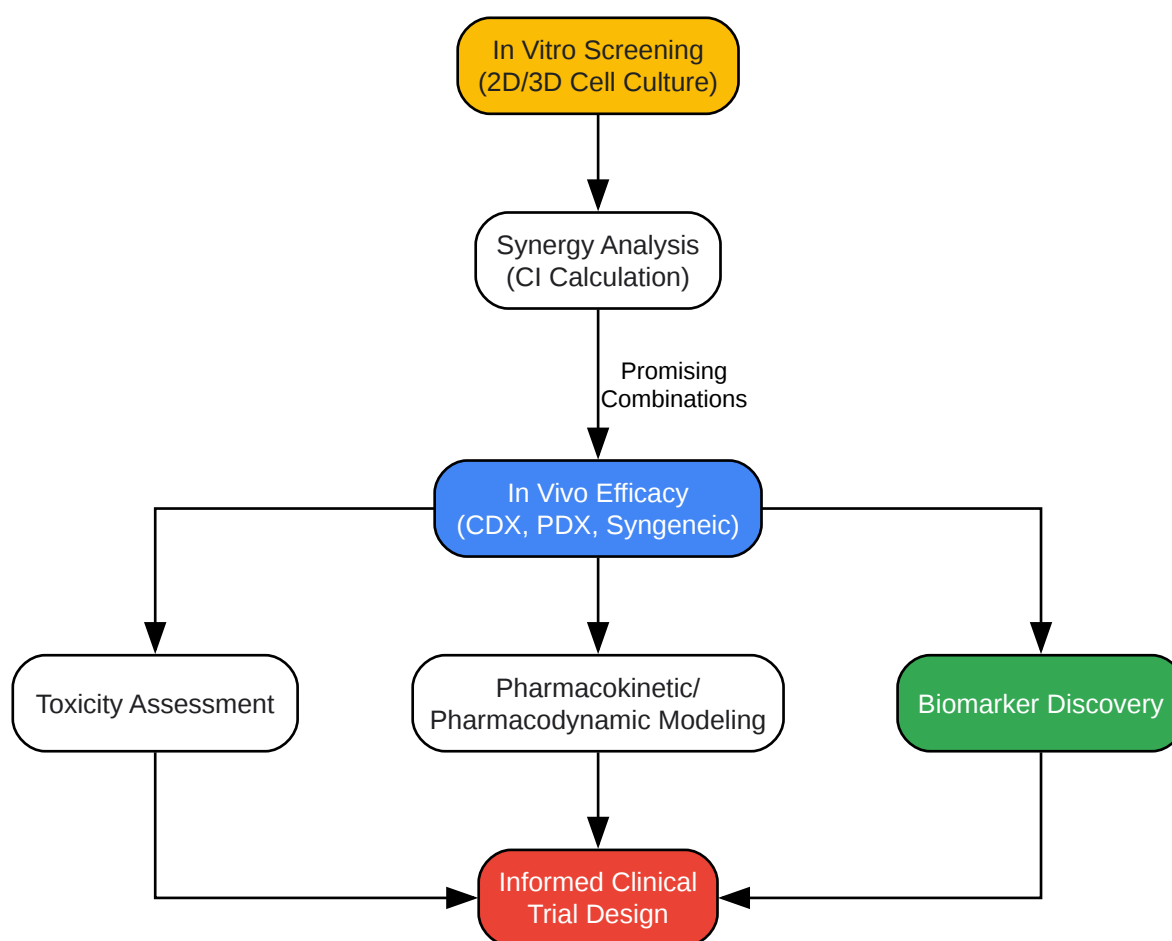 In Vitro Screening
(2D/3D Cell Culture)
Synergy Analysis
(CI Calculation)
Promising
Combinations
In Vivo Efficacy
(CDX, PDX, Syngeneic)
Toxicity Assessment
Pharmacokinetic/
Pharmacodynamic Modeling
Biomarker Discovery
Informed Clinical
Trial Design